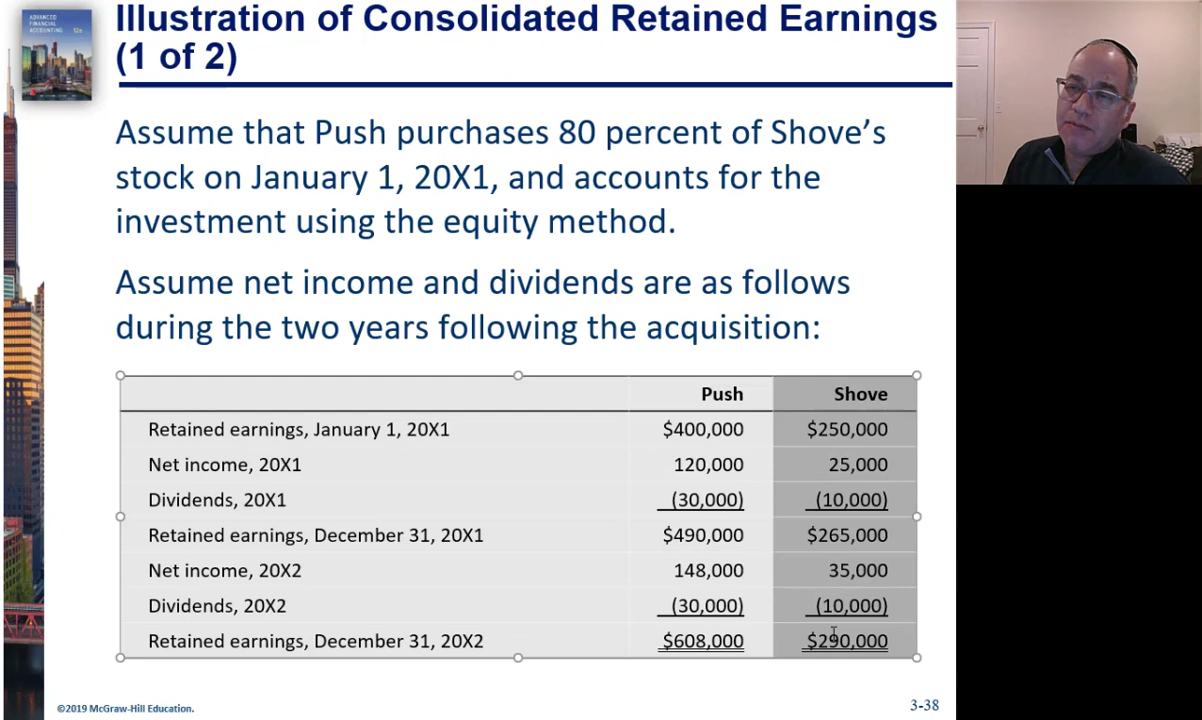 ADVANCED
FINANCIAL
ACCOUNTING 12e
Illustration of Consolidated Retained Earnings
(1 of 2)
Assume that Push purchases 80 percent of Shove’s
stock on January 1, 20X1, and accounts for the
investment using the equity method.
Assume net income and dividends are as follows
during the two years following the acquisition:
Push Shove
Retained earnings, January 1, 20X1 $400,000 $250,000
Net income, 20X1 120,000 25,000
Dividends, 20X1 (30,000) (10,000)
Retained earnings, December 31, 20X1 $490,000 $265,000
Net income, 20X2 148,000 35,000
Dividends, 20X2 (30,000) (10,000)
Retained earnings, December 31, 20X2 $608,000 $290,000
©2019 McGraw-Hill Education.
3-38